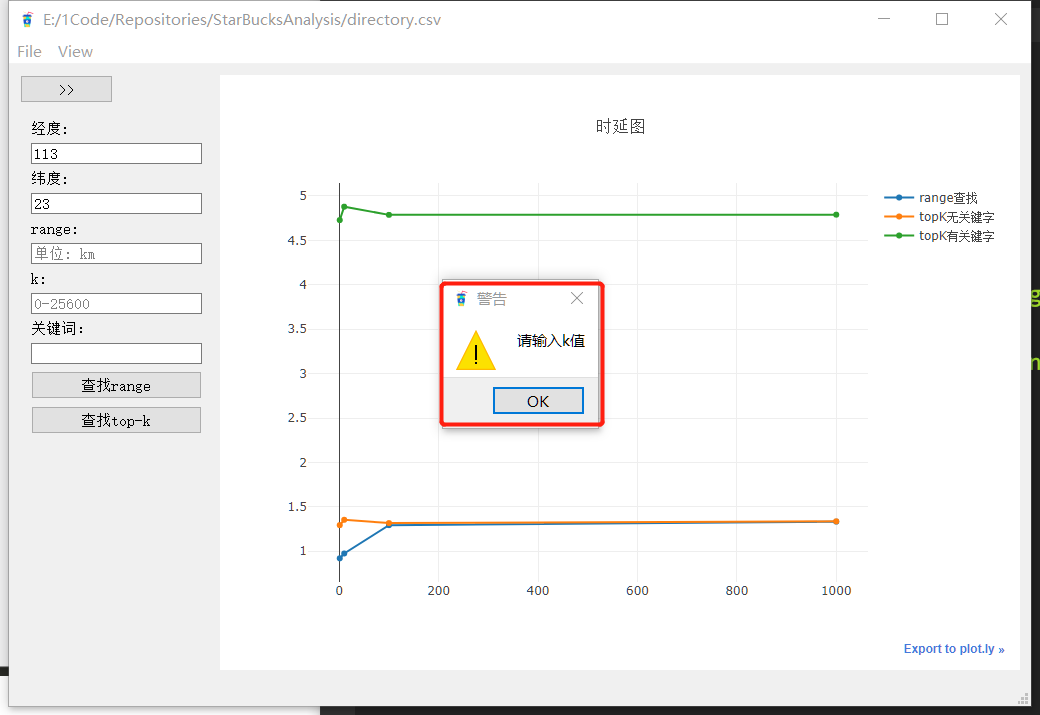 E:/1Code/Repositories/StarBucksAnalysis/directory.csv
File View
>>
经度:
113
纬度:
23
range:
单位: km
k:
0-25600
关键词:
查找range
查找top-k
时延图
5
4.5
4
3.5
3
2.5
2
1.5
1
0 200 400 600 800 1000
range查找
topK无关键字
topK有关键字
警告
请输入k值
OK
Export to plot.ly »